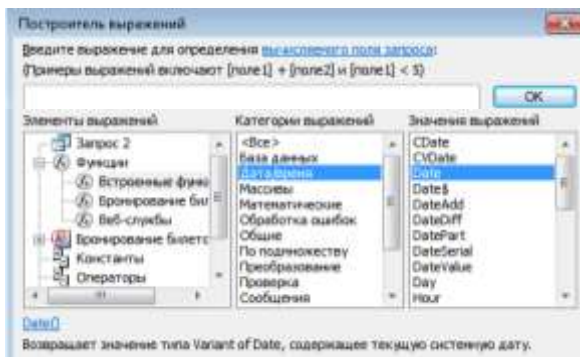 Построитель выражений
Введите выражение для определения вычисляемого поля запроса:
(Примеры выражений включают [поле1] + [поле2] и [поле1] < 5)
ОК
Элементы выражений
Запрос 2
Функции
Встроенные функ
Бронирование бил
Веб-службы
Бронирование билетс
Константы
Операторы
Категории выражений
<Все>
База данных
Дата/время
Массивы
Математические
Обработка ошибок
Общие
По подмножеству
Преобразование
Проверка
Сообщения
Значения выражений
CDate
CVDate
Date
Date$
DateAdd
DateDiff
DatePart
DateSerial
DateValue
Day
Hour
Date()
Возвращает значение типа Variant of Date, содержащее текущую системную дату.